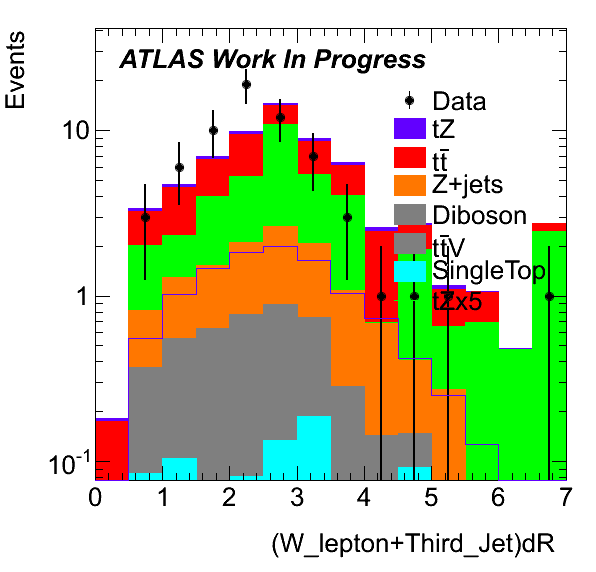 Events
ATLAS Work In Progress
Data
tZ
tt̄
Z+jets
Diboson
tt̄V
SingleTop
tZx5
10
1
10⁻¹
0 1 2 3 4 5 6 7
(W_lepton+Third_Jet)dR